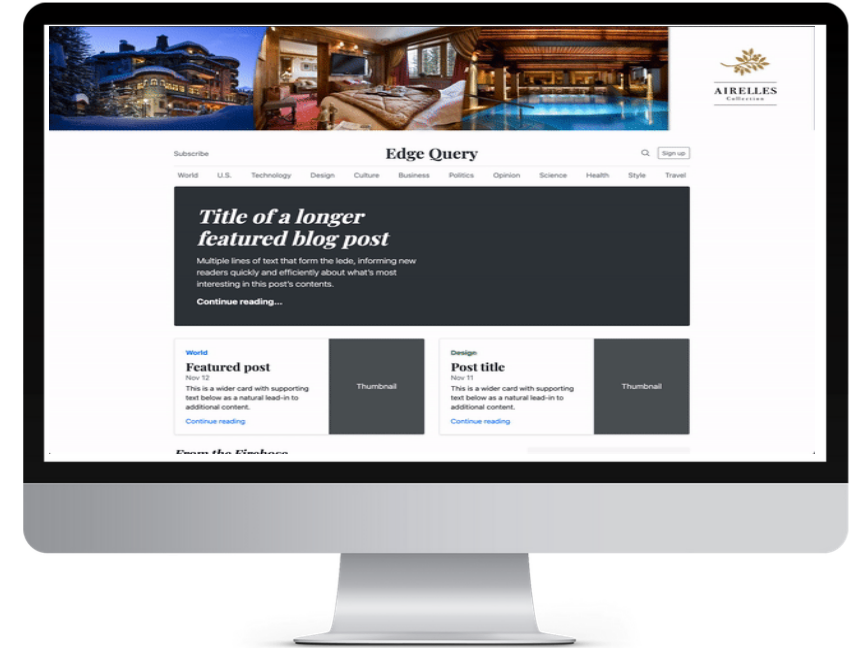 AIRELLES
Collection
Subscribe
Edge Query
Sign up
World U.S. Technology Design Culture Business Politics Opinion Science Health Style Travel
Title of a longer
featured blog post
Multiple lines of text that form the lede, informing new
readers quickly and efficiently about what's most
interesting in this post's contents.
Continue reading...
World
Featured post
Nov 12
This is a wider card with supporting
text below as a natural lead-in to
additional content.
Continue reading
Thumbnail
Design
Post title
Nov 11
This is a wider card with supporting
text below as a natural lead-in to
additional content.
Continue reading
Thumbnail
From the Firehose